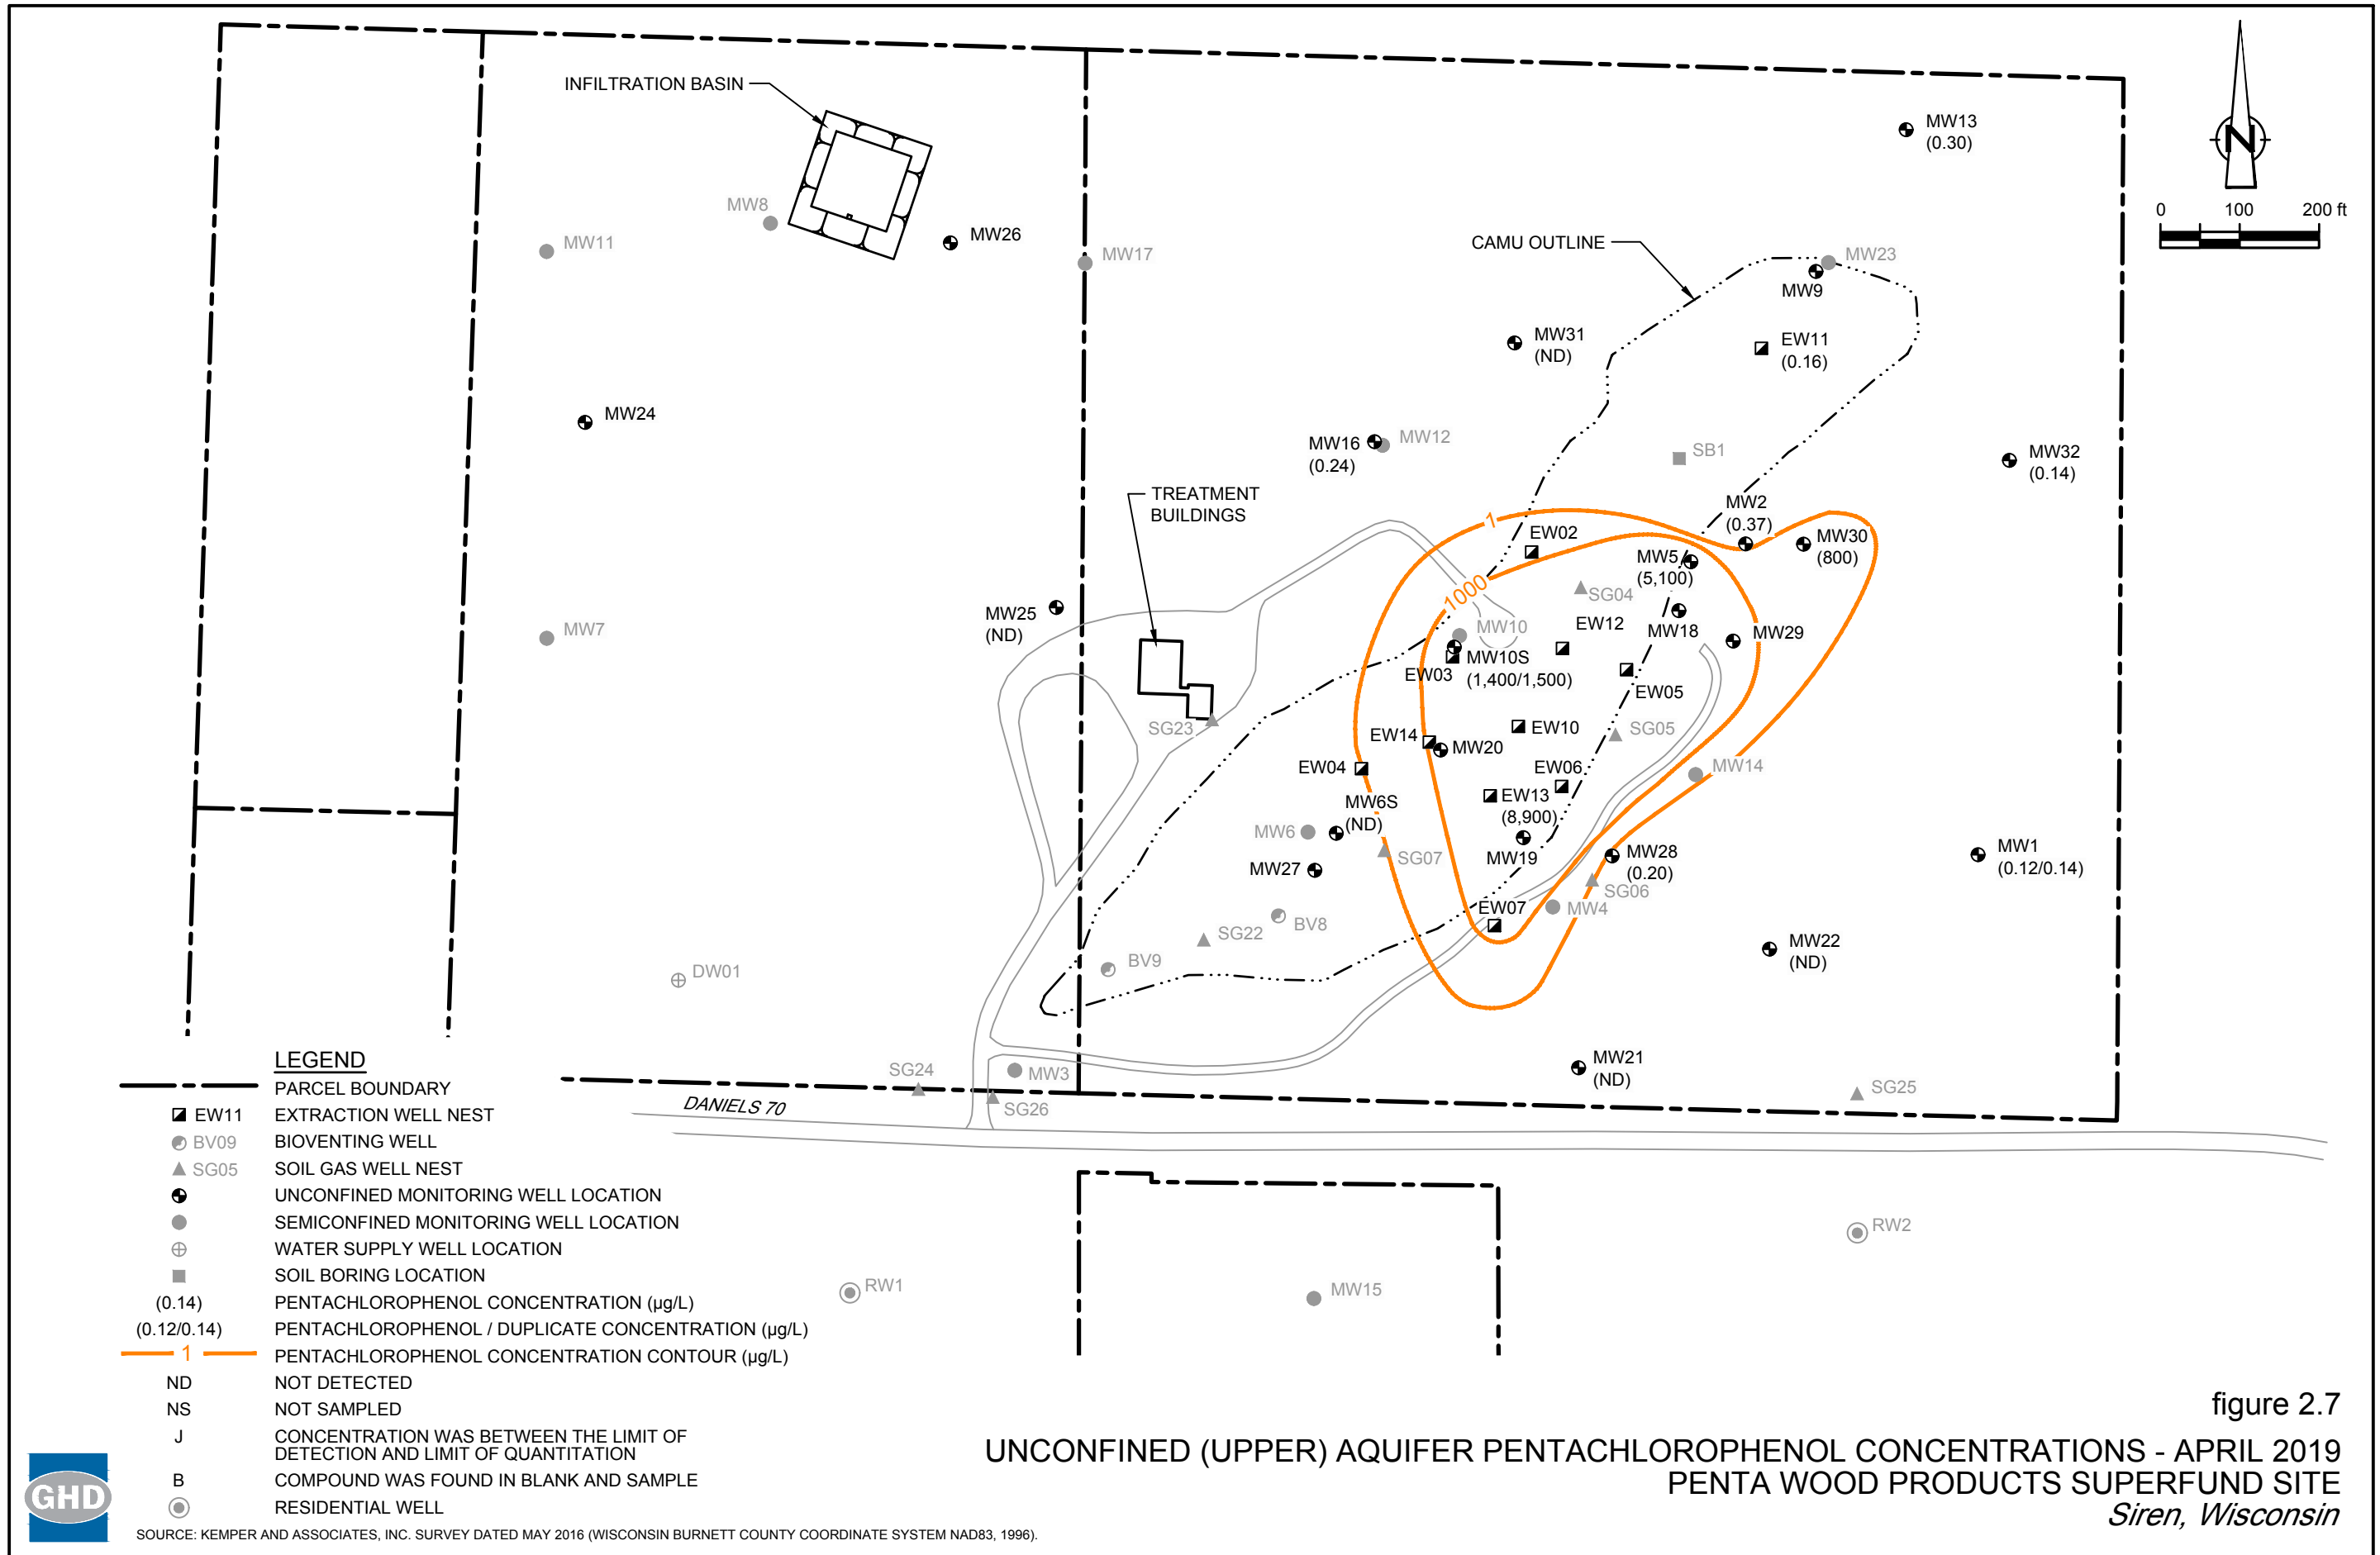 INFILTRATION BASIN
MW13
(0.30)
N
0 100 200 ft
MW8
MW11
MW26
MW17
CAMU OUTLINE
MW23
MW9
MW31
(ND)
EW11
(0.16)
MW24
MW16
(0.24)
MW12
SB1
MW32
(0.14)
TREATMENT
BUILDINGS
1
EW02
MW2
(0.37)
MW30
(800)
MW5
(5,100)
1000
SG04
MW25
(ND)
MW7
MW10
EW12
MW18
MW29
EW03
MW10S
(1,400/1,500)
EW05
SG23
EW14
MW20
EW10
SG05
EW04
EW06
MW14
MW6S
(ND)
EW13
(8,900)
MW6
SG07
MW19
MW28
(0.20)
MW1
(0.12/0.14)
MW27
SG06
EW07
MW4
BV8
SG22
MW22
(ND)
BV9
DW01
MW21
(ND)
SG24
MW3
SG26
SG25
DANIELS 70
RW2
RW1
MW15
LEGEND
PARCEL BOUNDARY
EW11 EXTRACTION WELL NEST
BV09 BIOVENTING WELL
SG05 SOIL GAS WELL NEST
UNCONFINED MONITORING WELL LOCATION
SEMICONFINED MONITORING WELL LOCATION
WATER SUPPLY WELL LOCATION
SOIL BORING LOCATION
(0.14) PENTACHLOROPHENOL CONCENTRATION (µg/L)
(0.12/0.14) PENTACHLOROPHENOL / DUPLICATE CONCENTRATION (µg/L)
1 PENTACHLOROPHENOL CONCENTRATION CONTOUR (µg/L)
ND NOT DETECTED
NS NOT SAMPLED
J CONCENTRATION WAS BETWEEN THE LIMIT OF
DETECTION AND LIMIT OF QUANTITATION
B COMPOUND WAS FOUND IN BLANK AND SAMPLE
RESIDENTIAL WELL
GHD
SOURCE: KEMPER AND ASSOCIATES, INC. SURVEY DATED MAY 2016 (WISCONSIN BURNETT COUNTY COORDINATE SYSTEM NAD83, 1996).
figure 2.7
UNCONFINED (UPPER) AQUIFER PENTACHLOROPHENOL CONCENTRATIONS - APRIL 2019
PENTA WOOD PRODUCTS SUPERFUND SITE
Siren, Wisconsin